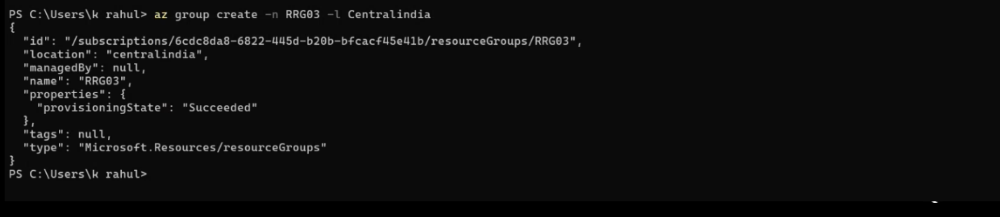 PS C:\Users\k rahul> az group create -n RRG03 -l Centralindia
{
  "id": "/subscriptions/6cdc8da8-6822-445d-b20b-bfcacf45e41b/resourceGroups/RRG03",
  "location": "centralindia",
  "managedBy": null,
  "name": "RRG03",
  "properties": {
    "provisioningState": "Succeeded"
  },
  "tags": null,
  "type": "Microsoft.Resources/resourceGroups"
}
PS C:\Users\k rahul>